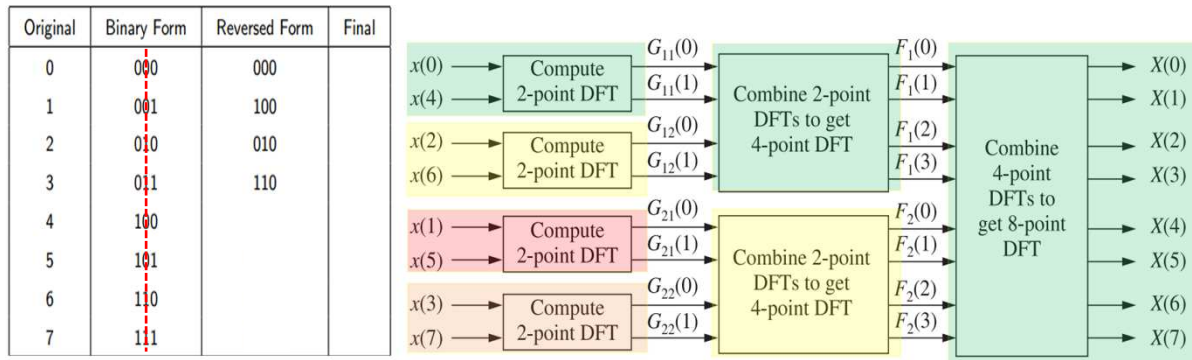 Original Binary Form Reversed Form Final
0 000 000
1 001 100
2 010 010
3 011 110
4 100
5 101
6 110
7 111
x(0)
x(4)
Compute
2-point DFT
G₁₁(0)
G₁₁(1)
x(2)
x(6)
Compute
2-point DFT
G₁₂(0)
G₁₂(1)
x(1)
x(5)
Compute
2-point DFT
G₂₁(0)
G₂₁(1)
x(3)
x(7)
Compute
2-point DFT
G₂₂(0)
G₂₂(1)
Combine 2-point
DFTs to get
4-point DFT
F₁(0)
F₁(1)
F₁(2)
F₁(3)
Combine 2-point
DFTs to get
4-point DFT
F₂(0)
F₂(1)
F₂(2)
F₂(3)
Combine
4-point
DFTs to
get 8-point
DFT
X(0)
X(1)
X(2)
X(3)
X(4)
X(5)
X(6)
X(7)